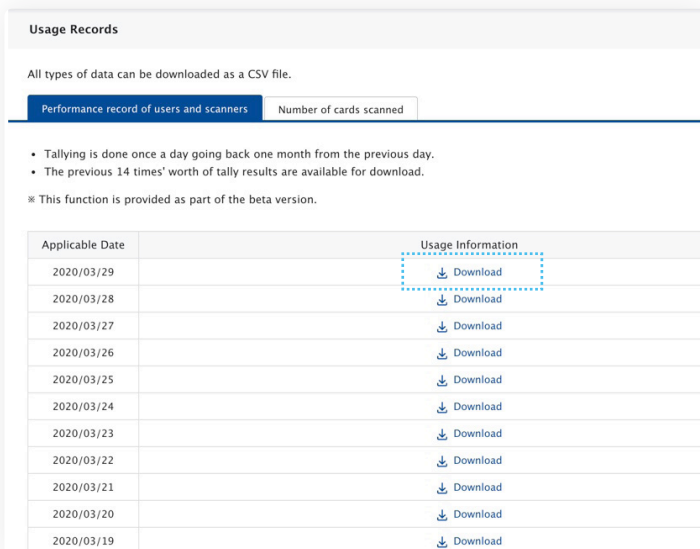 Usage Records
All types of data can be downloaded as a CSV file.
Performance record of users and scanners
Number of cards scanned
• Tallying is done once a day going back one month from the previous day.
• The previous 14 times' worth of tally results are available for download.
※ This function is provided as part of the beta version.
Applicable Date Usage Information
2020/03/29 Download
2020/03/28 Download
2020/03/27 Download
2020/03/26 Download
2020/03/25 Download
2020/03/24 Download
2020/03/23 Download
2020/03/22 Download
2020/03/21 Download
2020/03/20 Download
2020/03/19 Download